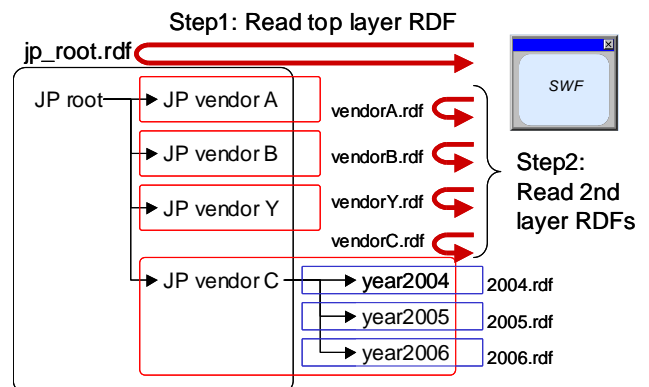 Step1: Read top layer RDF
jp_root.rdf
SWF
JP root
JP vendor A
vendorA.rdf
JP vendor B
vendorB.rdf
Step2:
Read 2nd
layer RDFs
JP vendor Y
vendorY.rdf
vendorC.rdf
JP vendor C
year2004
2004.rdf
year2005
2005.rdf
year2006
2006.rdf